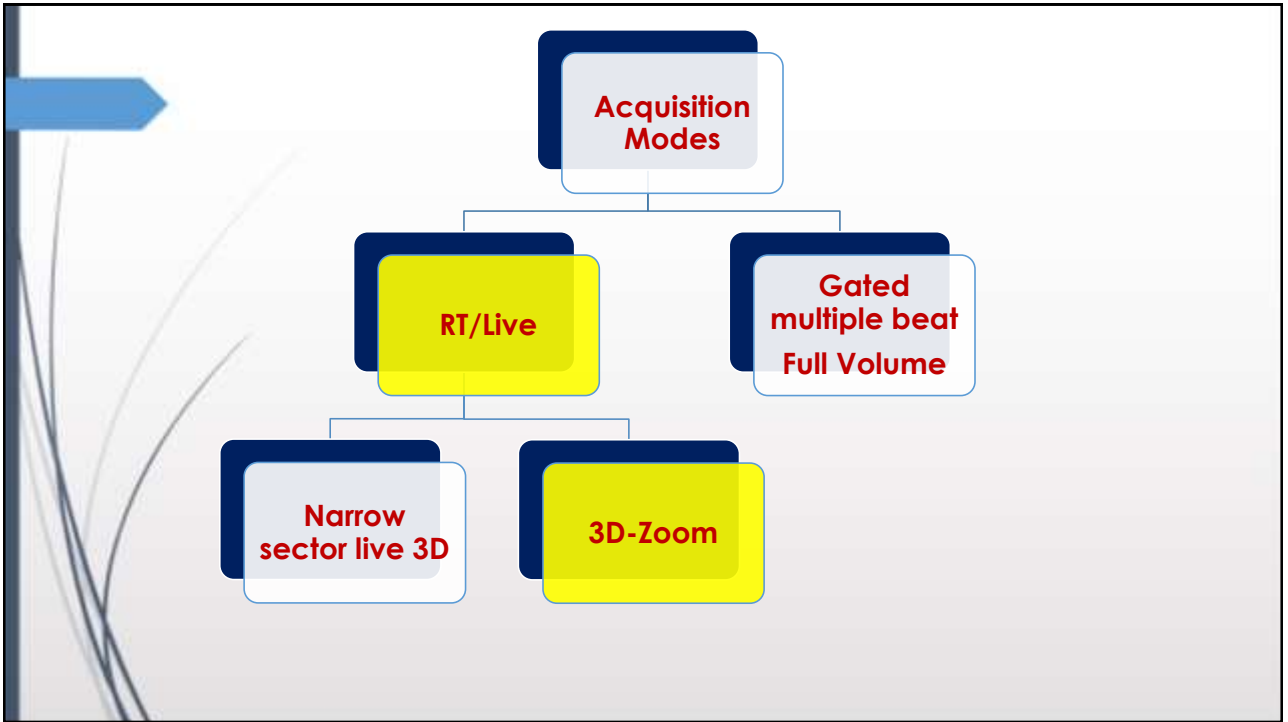 Acquisition
Modes
RT/Live
Gated
multiple beat
Full Volume
Narrow
sector live 3D
3D-Zoom